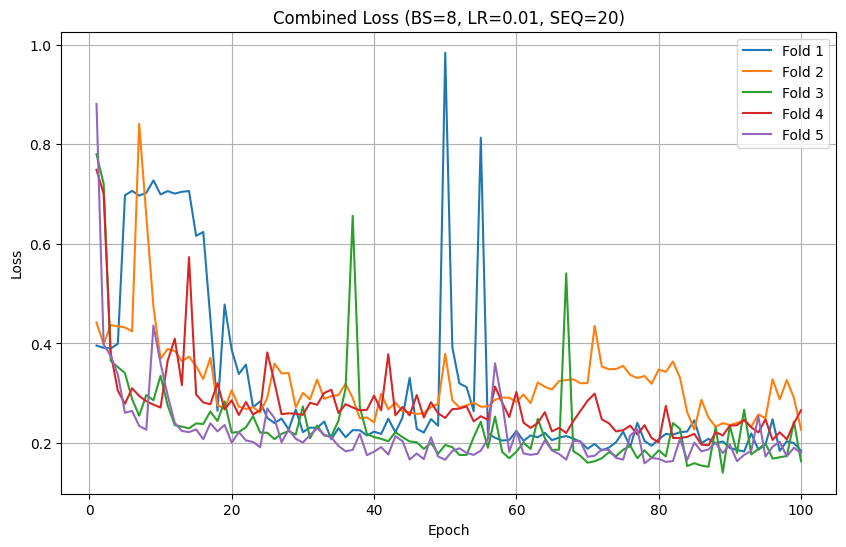 Combined Loss (BS=8, LR=0.01, SEQ=20)
Fold 1
Fold 2
Fold 3
Fold 4
Fold 5
Loss
1.0
0.8
0.6
0.4
0.2
0 20 40 60 80 100
Epoch